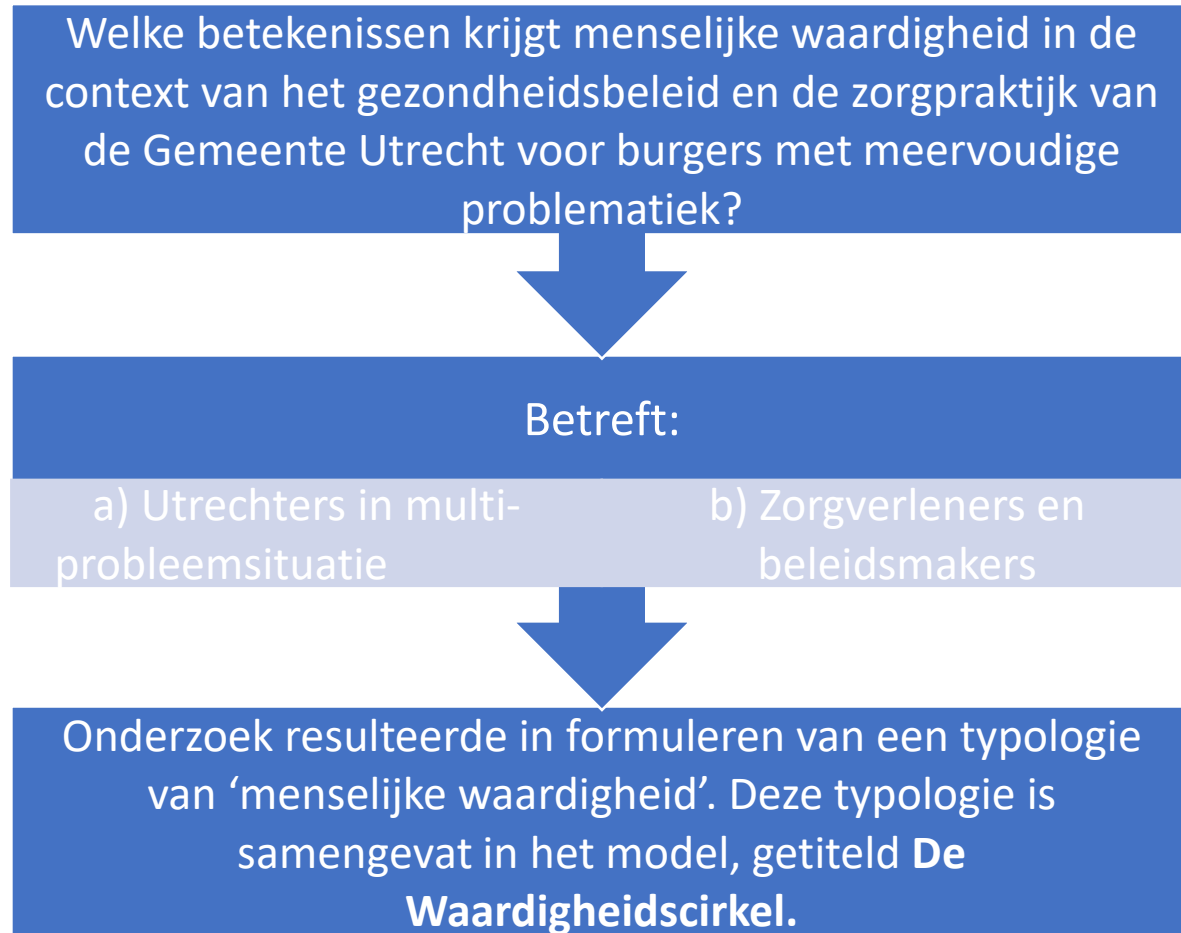 Welke betekenissen krijgt menselijke waardigheid in de
context van het gezondheidsbeleid en de zorgpraktijk van
de Gemeente Utrecht voor burgers met meervoudige
problematiek?
Betreft:
a) Utrechters in multi-
probleemsituatie
b) Zorgverleners en
beleidsmakers
Onderzoek resulteerde in formuleren van een typologie
van ‘menselijke waardigheid’. Deze typologie is
samengevat in het model, getiteld De
Waardigheidscirkel.